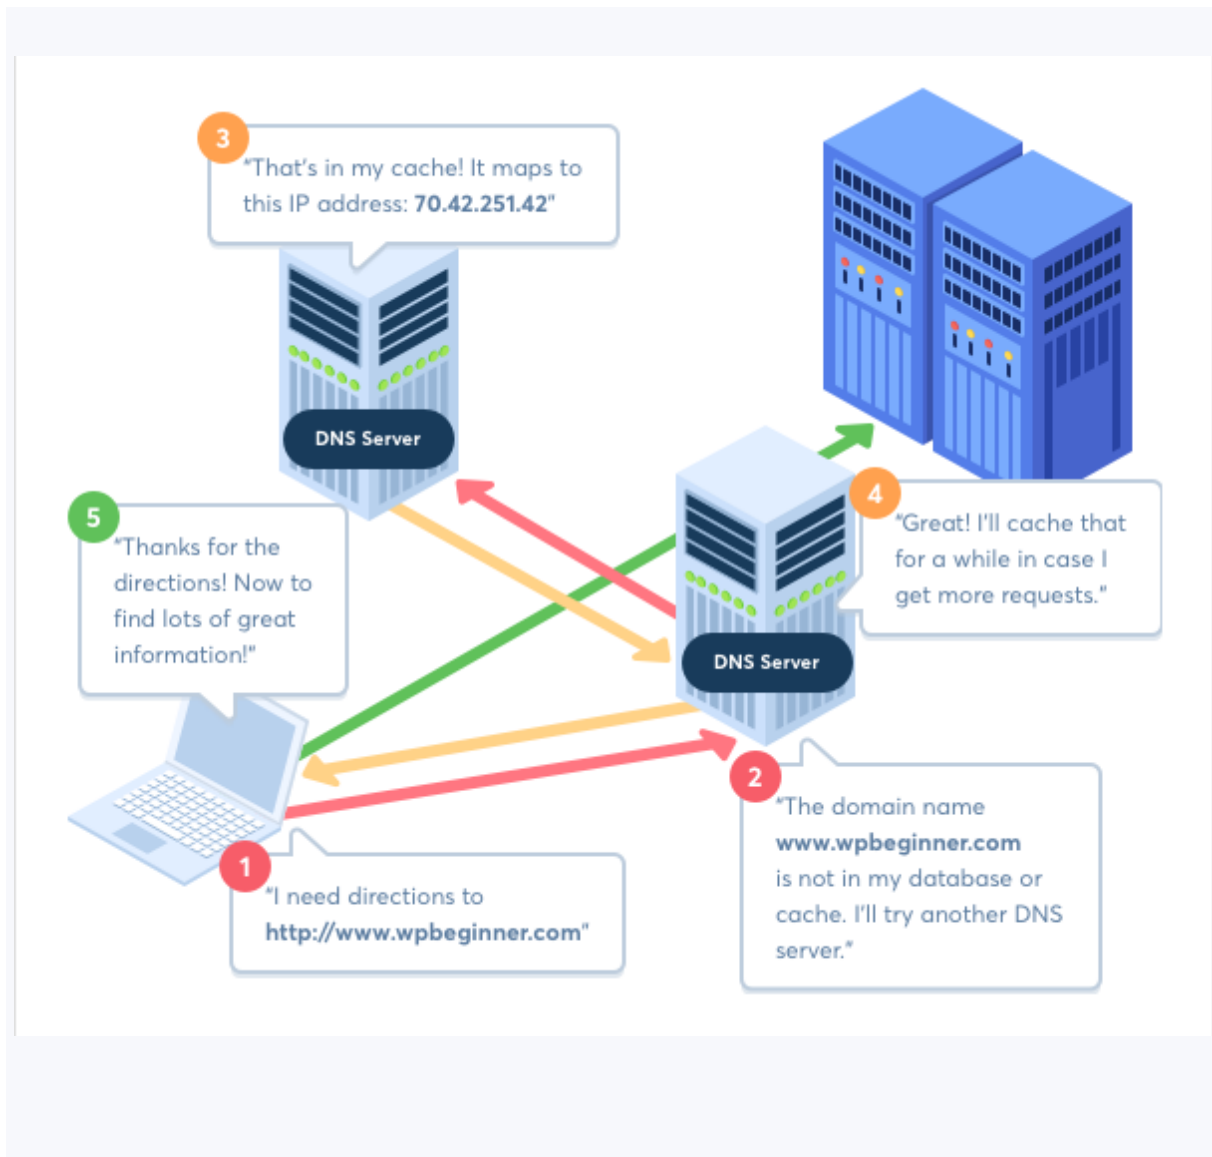 3
"That's in my cache! It maps to
this IP address: 70.42.251.42"
DNS Server
5
"Thanks for the
directions! Now to
find lots of great
information!"
4
"Great! I'll cache that
for a while in case I
get more requests."
DNS Server
1
"I need directions to
http://www.wpbeginner.com"
2
"The domain name
www.wpbeginner.com
is not in my database or
cache. I'll try another DNS
server."